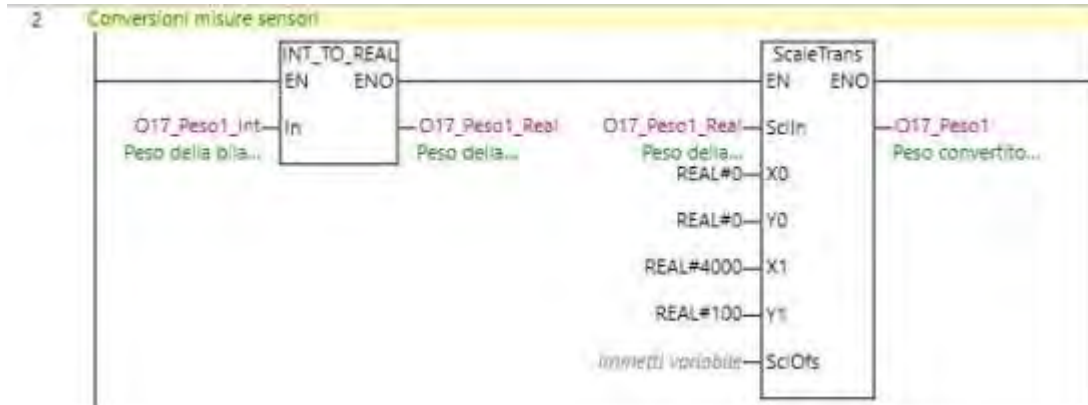 2 Conversioni misure sensori
INT_TO_REAL
EN ENO
O17_Peso1_Int In O17_Peso1_Real
Peso della bila... Peso della...
ScaleTrans
EN ENO
O17_Peso1_Real SclIn O17_Peso1
Peso della... Peso convertito...
REAL#0 X0
REAL#0 Y0
REAL#4000 X1
REAL#100 Y1
Immetti variabile SclOfs